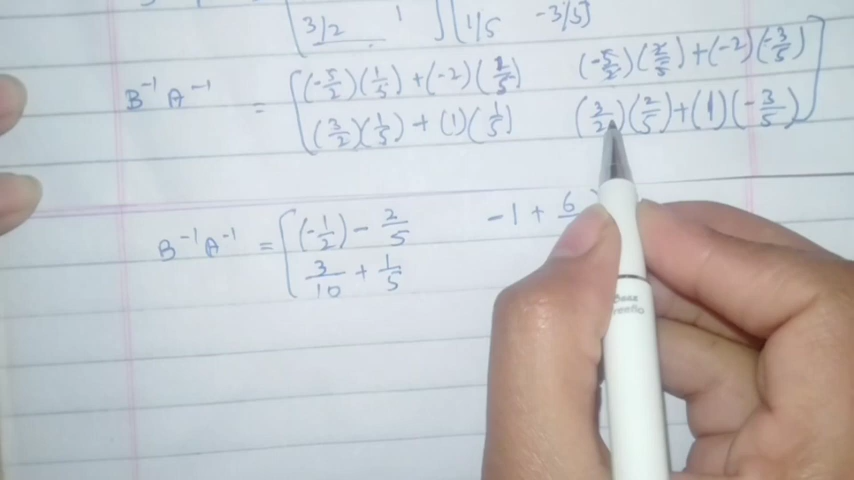 3/2 1 ] [ 1/5 -3/5 ]
B⁻¹ A⁻¹ = [ (-5/2)(1/5) + (-2)(1/5) (-5/2)(2/5) + (-2)(-3/5) ]
(3/2)(1/5) + (1)(1/5) (3/2)(2/5) + (1)(-3/5)
B⁻¹ A⁻¹ = [ (-1/2) - 2/5 -1 + 6
3/10 + 1/5